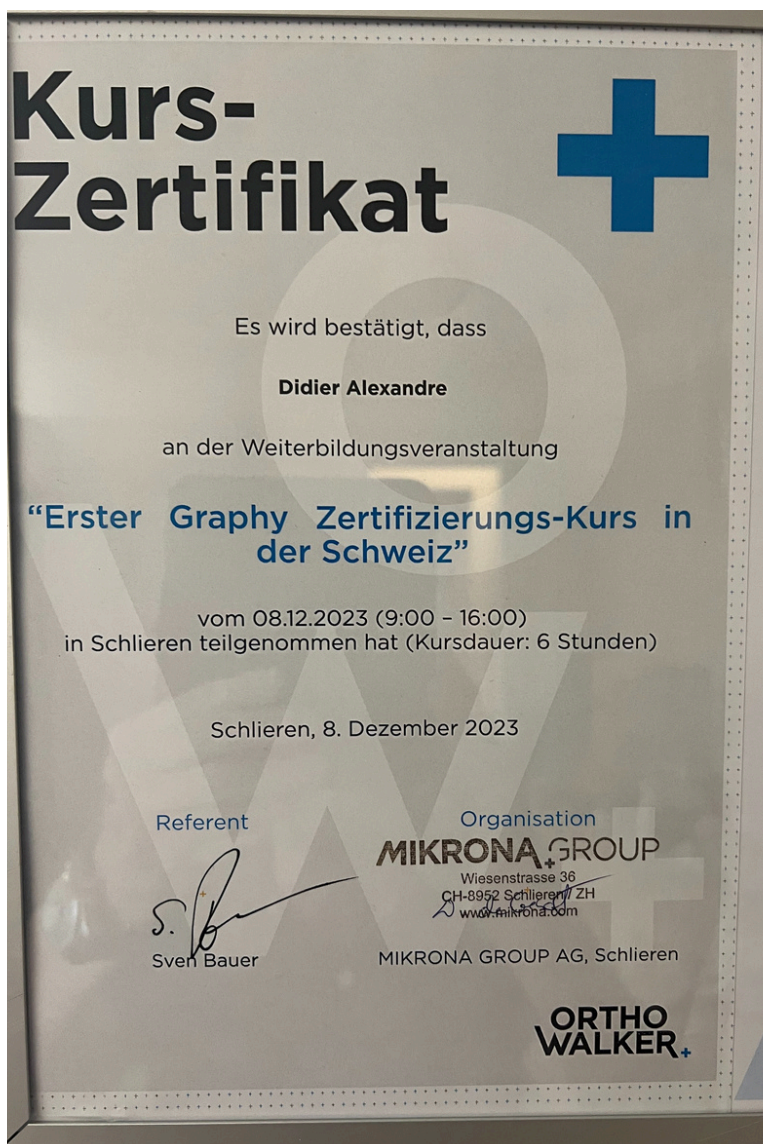 Kurs-
Zertifikat
Es wird bestätigt, dass
Didier Alexandre
an der Weiterbildungsveranstaltung
“Erster Graphy Zertifizierungs-Kurs in
der Schweiz”
vom 08.12.2023 (9:00 – 16:00)
in Schlieren teilgenommen hat (Kursdauer: 6 Stunden)
Schlieren, 8. Dezember 2023
Referent
Organisation
MIKRONA GROUP
Wiesenstrasse 36
CH-8952 Schlieren/ ZH
www.mikrona.com
Sven Bauer
MIKRONA GROUP AG, Schlieren
ORTHO
WALKER